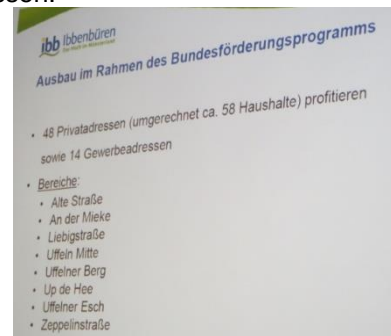 ibb Ibbenbüren
Ausbau im Rahmen des Bundesförderungsprogramms
• 48 Privatadressen (umgerechnet ca. 58 Haushalte) profitieren
sowie 14 Gewerbeadressen
• Bereiche:
• Alte Straße
• An der Mieke
• Liebigstraße
• Uffeln Mitte
• Uffelner Berg
• Up de Hee
• Uffelner Esch
• Zeppelinstraße